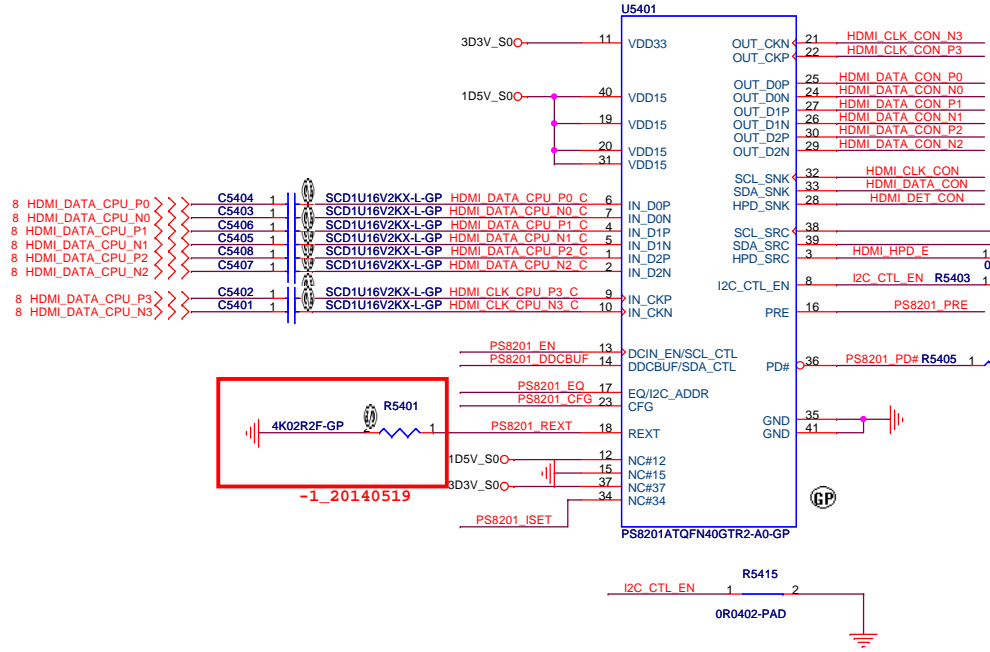 U5401
3D3V_S0 11 VDD33 OUT_CKN 21 HDMI_CLK_CON_N3
OUT_CKP 22 HDMI_CLK_CON_P3
1D5V_S0 40 VDD15 OUT_D0P 25 HDMI_DATA_CON_P0
OUT_D0N 24 HDMI_DATA_CON_N0
19 VDD15 OUT_D1P 27 HDMI_DATA_CON_P1
OUT_D1N 26 HDMI_DATA_CON_N1
20 VDD15 OUT_D2P 30 HDMI_DATA_CON_P2
31 VDD15 OUT_D2N 29 HDMI_DATA_CON_N2
SCL_SNK 32 HDMI_CLK_CON
SDA_SNK 33 HDMI_DATA_CON
8 HDMI_DATA_CPU_P0 C5404 1 SCD1U16V2KX-L-GP HDMI_DATA_CPU_P0_C 6 IN_D0P HPD_SNK 28 HDMI_DET_CON
8 HDMI_DATA_CPU_N0 C5403 1 SCD1U16V2KX-L-GP HDMI_DATA_CPU_N0_C 7 IN_D0N
8 HDMI_DATA_CPU_P1 C5406 1 SCD1U16V2KX-L-GP HDMI_DATA_CPU_P1_C 4 IN_D1P SCL_SRC 38
8 HDMI_DATA_CPU_N1 C5405 1 SCD1U16V2KX-L-GP HDMI_DATA_CPU_N1_C 5 IN_D1N SDA_SRC 39
8 HDMI_DATA_CPU_P2 C5408 1 SCD1U16V2KX-L-GP HDMI_DATA_CPU_P2_C 1 IN_D2P HPD_SRC 3 HDMI_HPD_E 1
8 HDMI_DATA_CPU_N2 C5407 1 SCD1U16V2KX-L-GP HDMI_DATA_CPU_N2_C 2 IN_D2N 0
I2C_CTL_EN 8 I2C_CTL_EN R5403 1
8 HDMI_DATA_CPU_P3 C5402 1 SCD1U16V2KX-L-GP HDMI_CLK_CPU_P3_C 9 IN_CKP
8 HDMI_DATA_CPU_N3 C5401 1 SCD1U16V2KX-L-GP HDMI_CLK_CPU_N3_C 10 IN_CKN PRE 16 PS8201_PRE
PS8201_EN 13 DCIN_EN/SCL_CTL
PS8201_DDCBUF 14 DDCBUF/SDA_CTL PD# 36 PS8201_PD# R5405 1
PS8201_EQ 17 EQ/I2C_ADDR
PS8201_CFG 23 CFG
R5401 GND 35
4K02R2F-GP 2 1 PS8201_REXT 18 REXT GND 41
1D5V_S0 12 NC#12
15 NC#15
3D3V_S0 37 NC#37
-1_20140519 34 NC#34 GP
PS8201_ISET
PS8201ATQFN40GTR2-A0-GP
R5415
I2C_CTL_EN 1 2
0R0402-PAD